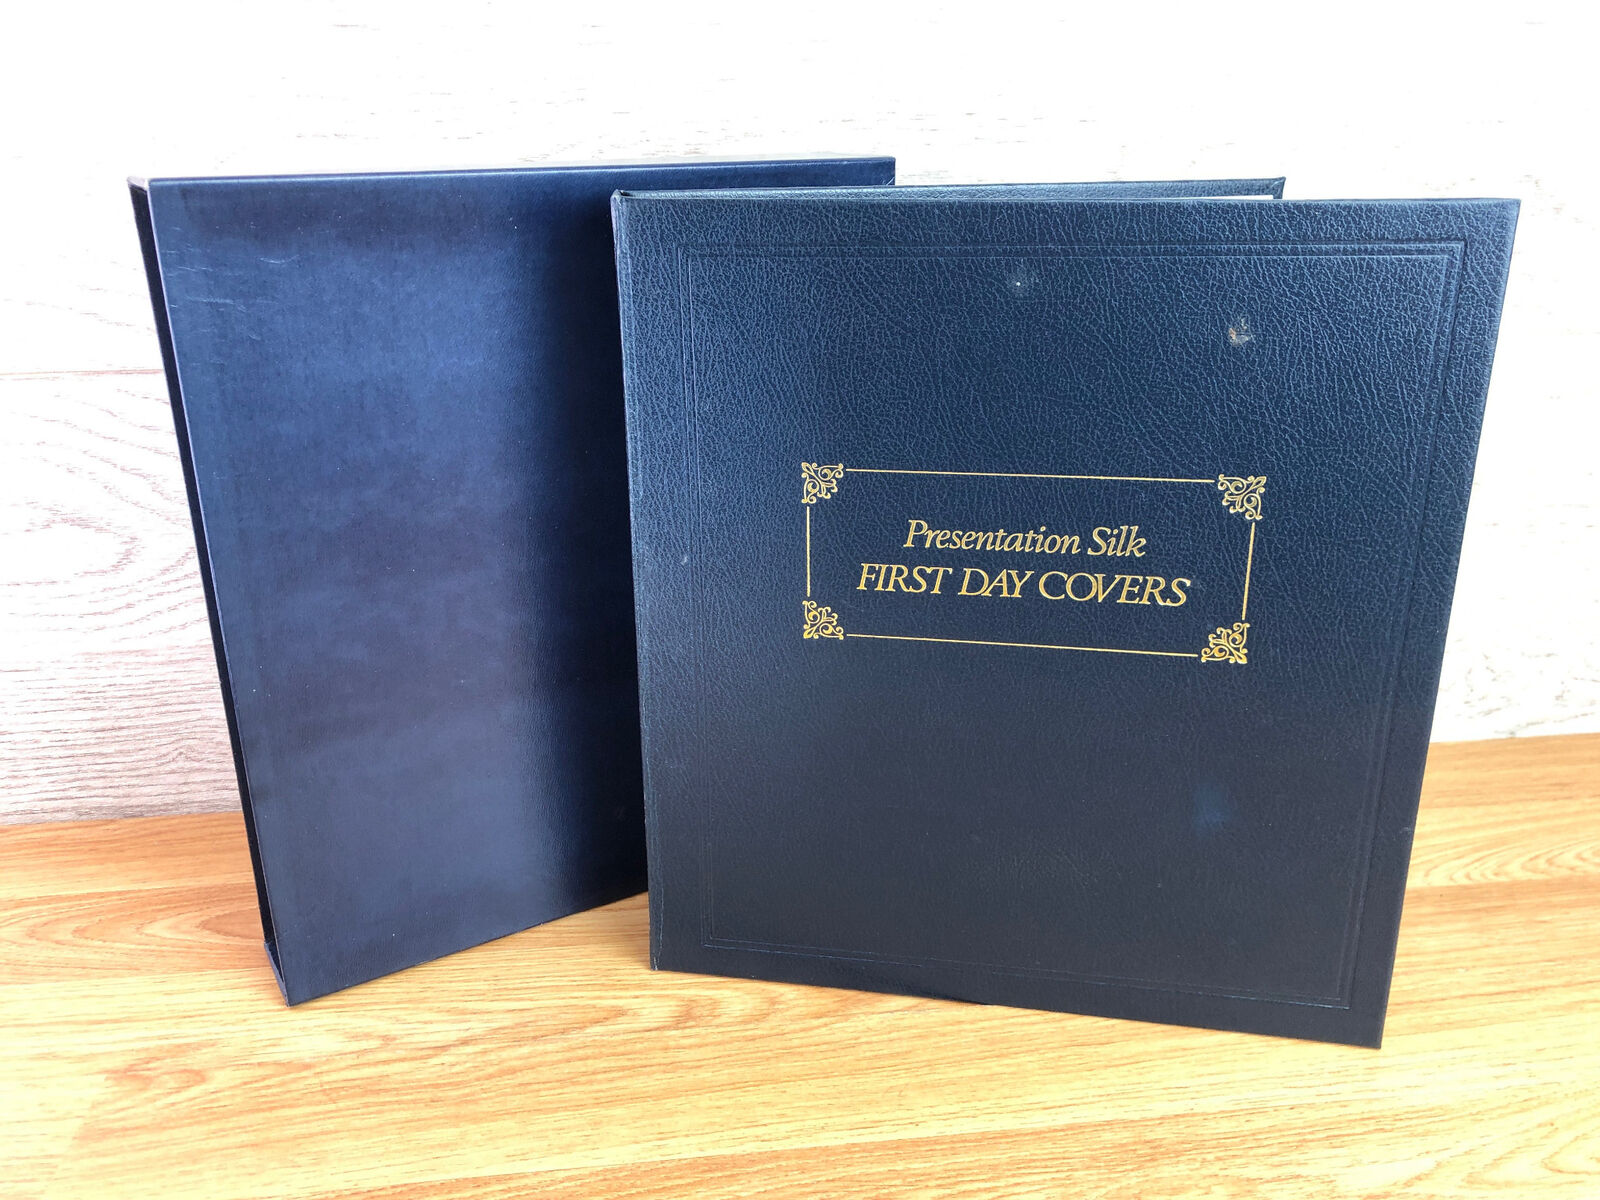 Presentation Silk
FIRST DAY COVERS